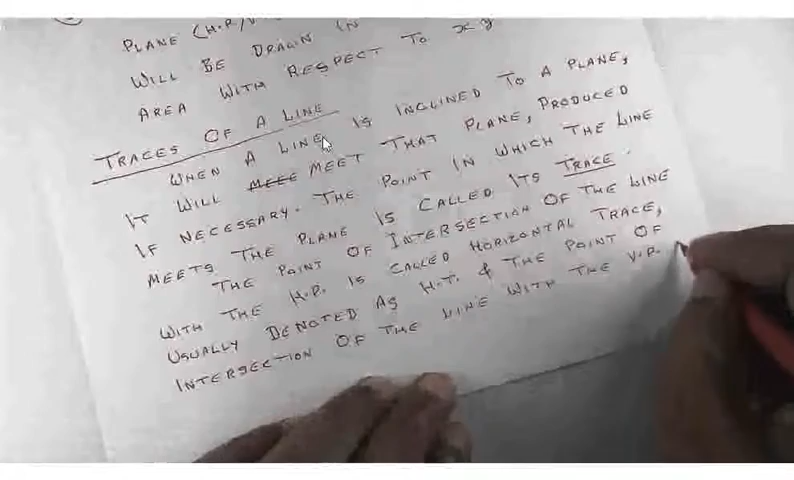 PLANE (H.P/V
WILL BE DRAWN IN
AREA WITH RESPECT TO xy
TRACES OF A LINE
WHEN A LINE IS INCLINED TO A PLANE,
IT WILL MEEE MEET THAT PLANE, PRODUCED
IF NECESSARY. THE POINT IN WHICH THE LINE
MEETS THE PLANE IS CALLED ITS TRACE.
THE POINT OF INTERSECTION OF THE LINE
WITH THE H.P. IS CALLED HORIZONTAL TRACE,
USUALLY DENOTED AS H.T. & THE POINT OF
INTERSECTION OF THE LINE WITH THE V.P.